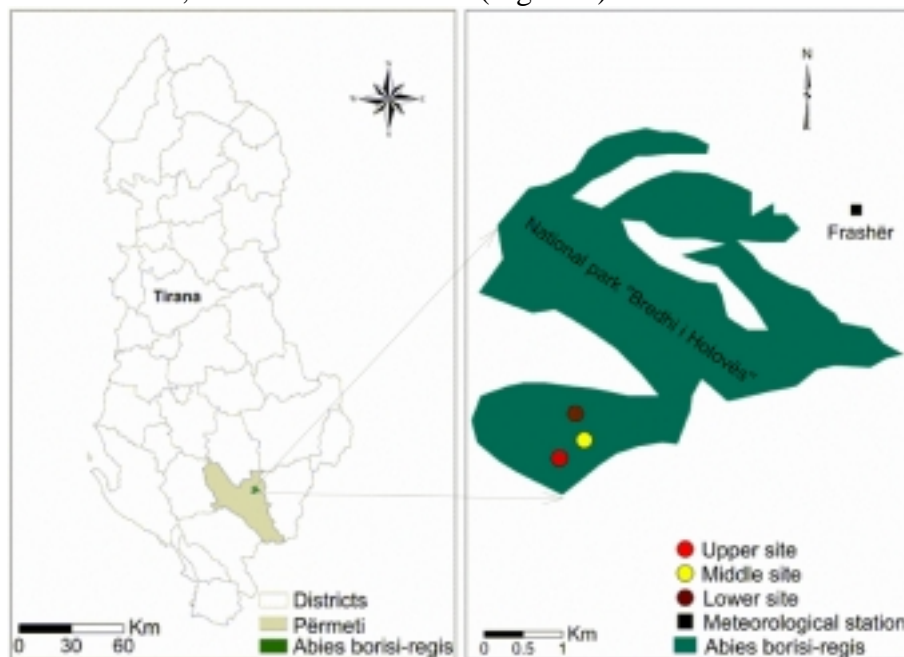 N
Tirana
Districts
Përmeti
Abies borisi-regis
Km
0 30 60
N
Frashër
National park "Bredhi i Hotovës"
Upper site
Middle site
Lower site
Meteorological station
Abies borisi-regis
Km
0 0.5 1